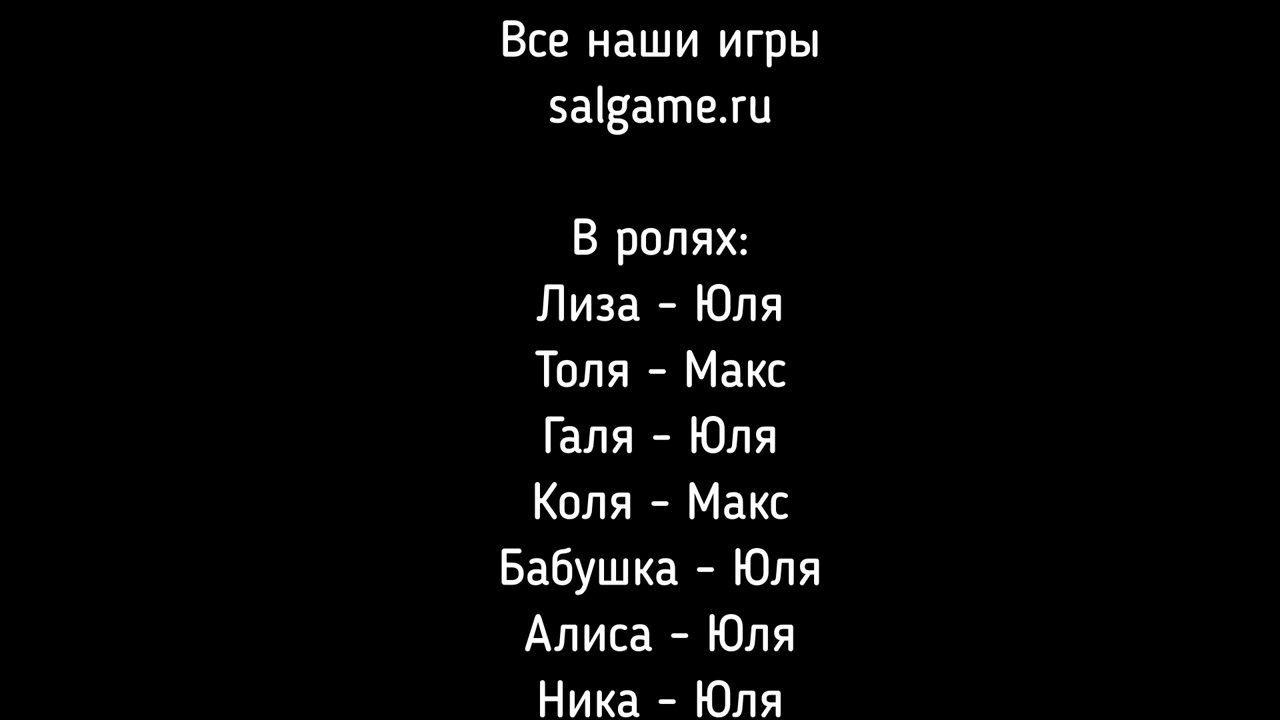 Все наши игры
salgame.ru
В ролях:
Лиза - Юля
Толя - Макс
Галя - Юля
Коля - Макс
Бабушка - Юля
Алиса - Юля
Ника - Юля